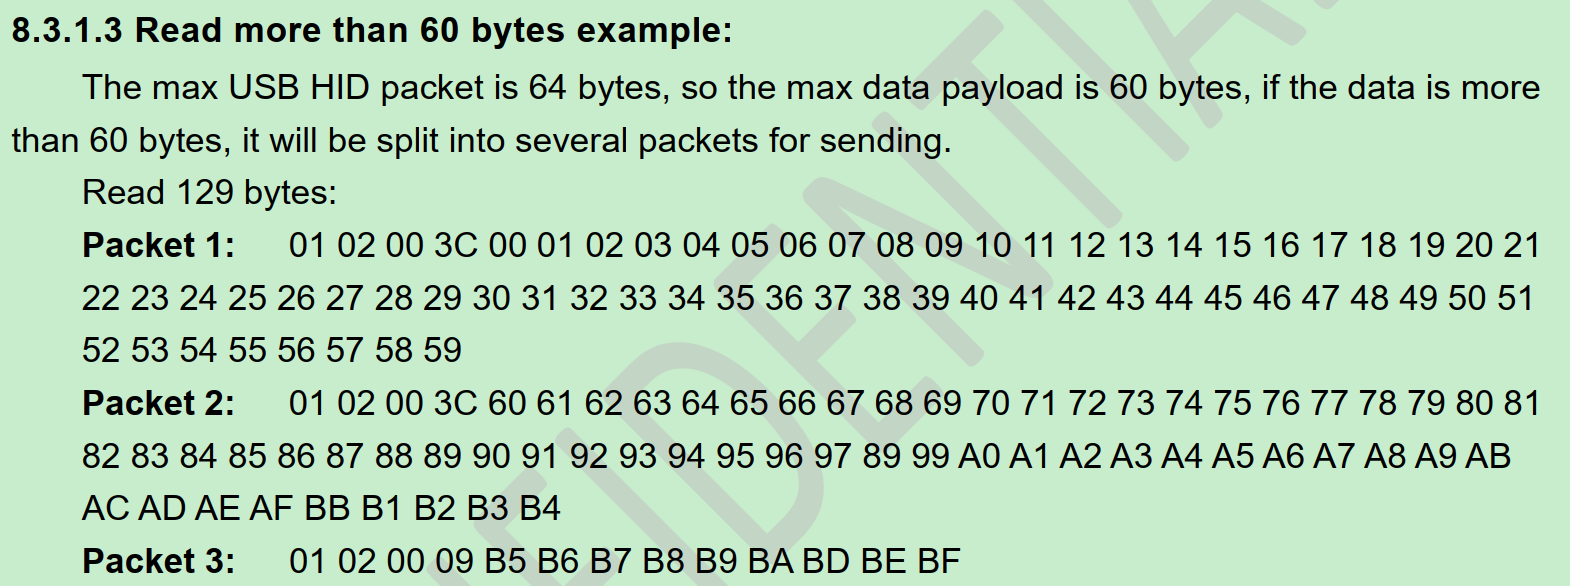 8.3.1.3 Read more than 60 bytes example:
The max USB HID packet is 64 bytes, so the max data payload is 60 bytes, if the data is more
than 60 bytes, it will be split into several packets for sending.
Read 129 bytes:
Packet 1: 01 02 00 3C 00 01 02 03 04 05 06 07 08 09 10 11 12 13 14 15 16 17 18 19 20 21
22 23 24 25 26 27 28 29 30 31 32 33 34 35 36 37 38 39 40 41 42 43 44 45 46 47 48 49 50 51
52 53 54 55 56 57 58 59
Packet 2: 01 02 00 3C 60 61 62 63 64 65 66 67 68 69 70 71 72 73 74 75 76 77 78 79 80 81
82 83 84 85 86 87 88 89 90 91 92 93 94 95 96 97 89 99 A0 A1 A2 A3 A4 A5 A6 A7 A8 A9 AB
AC AD AE AF BB B1 B2 B3 B4
Packet 3: 01 02 00 09 B5 B6 B7 B8 B9 BA BD BE BF